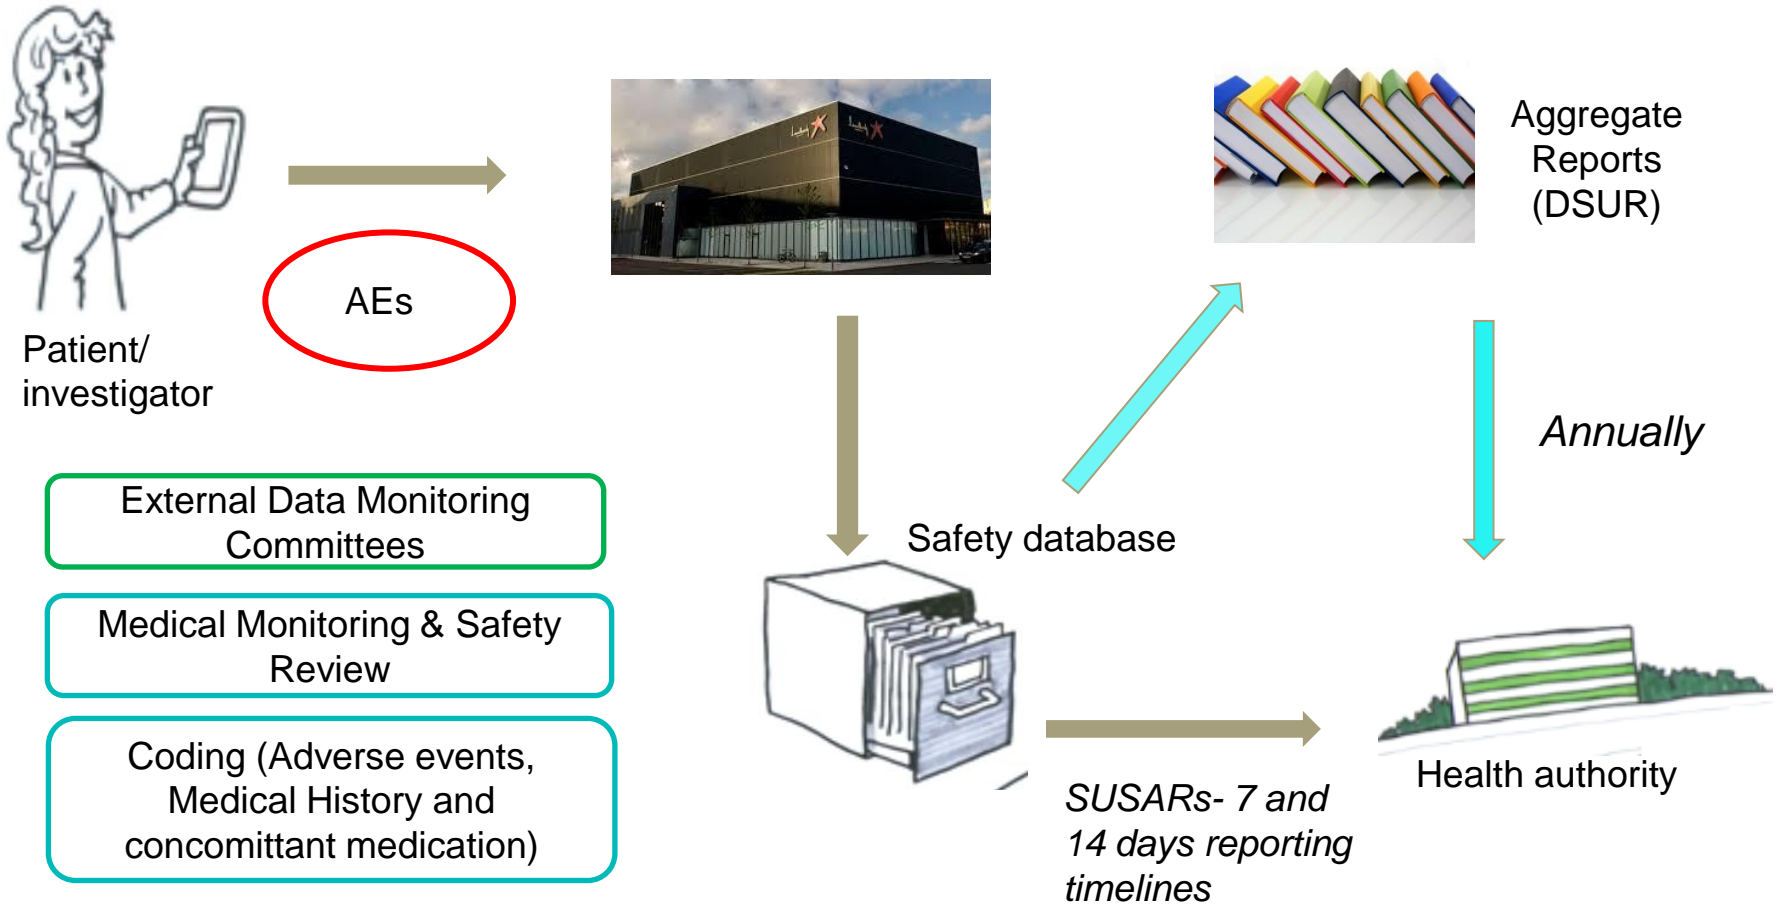 Patient/
investigator
AEs
Aggregate
Reports
(DSUR)
Annually
Safety database
External Data Monitoring
Committees
Medical Monitoring & Safety
Review
Coding (Adverse events,
Medical History and
concomittant medication)
SUSARs- 7 and
14 days reporting
timelines
Health authority